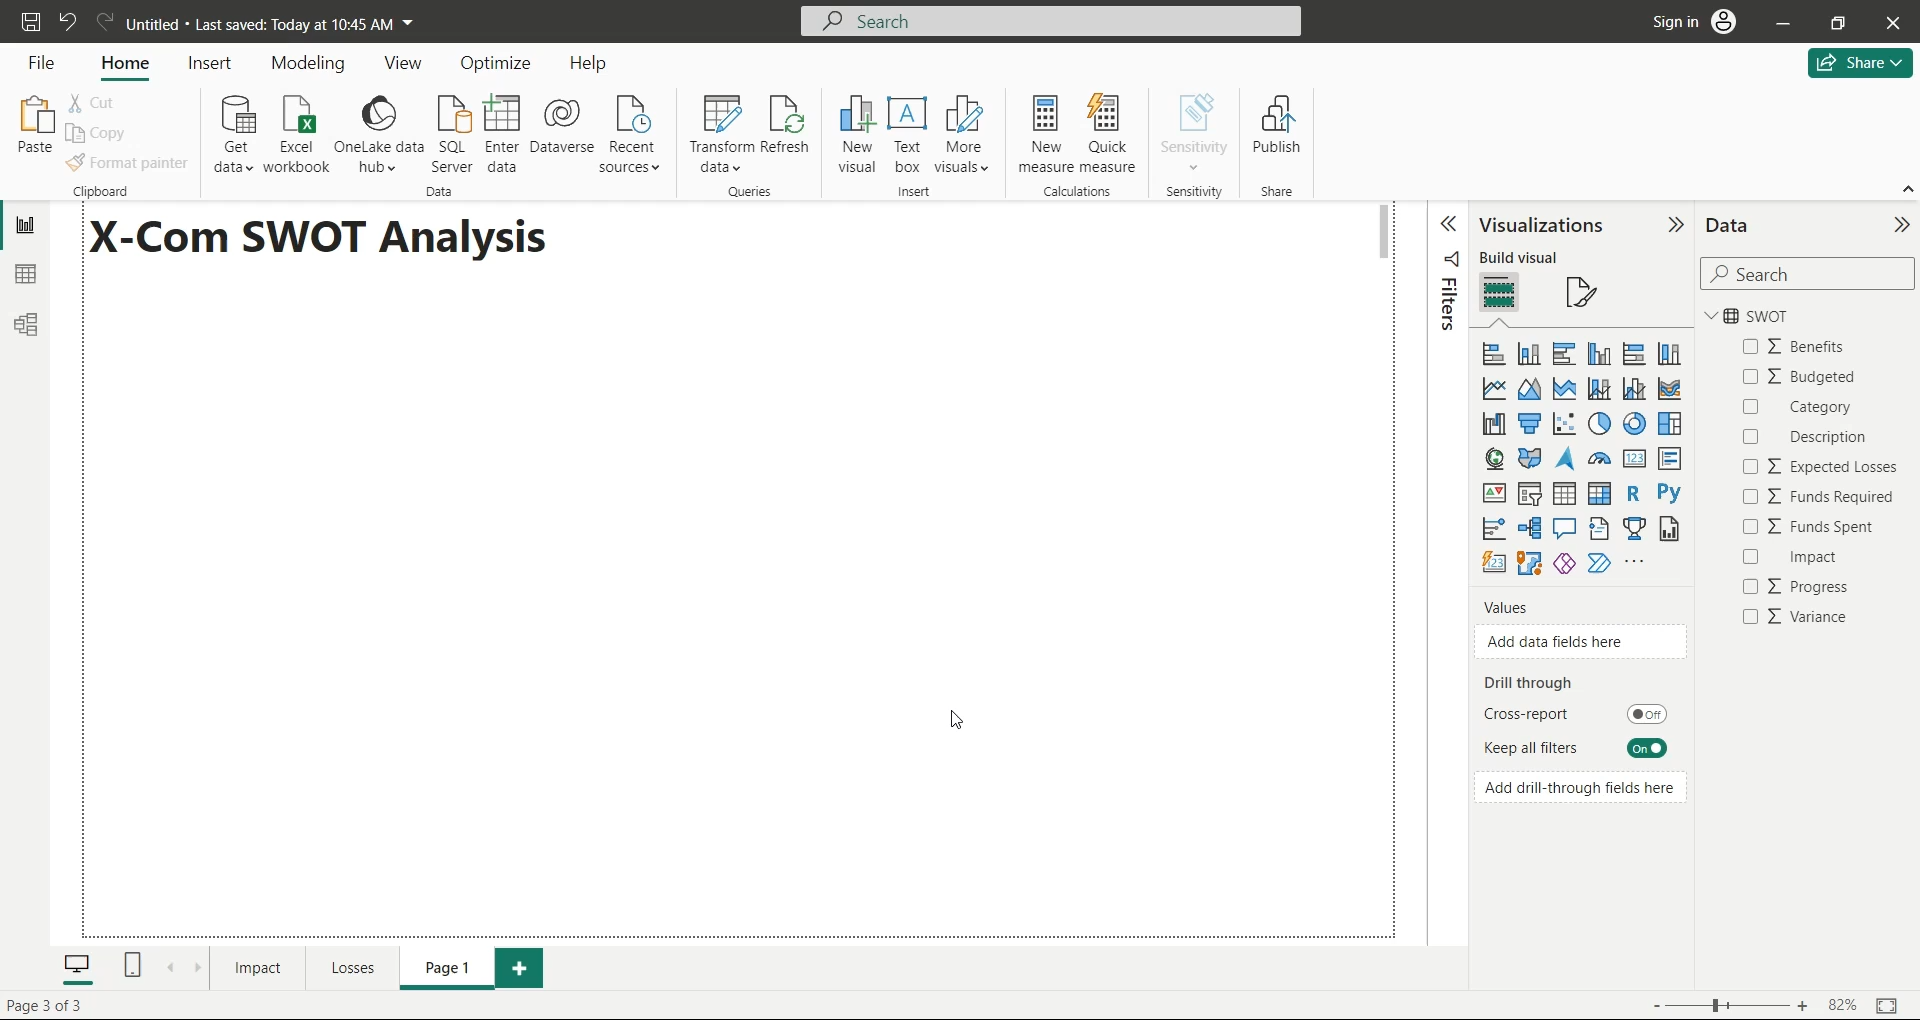 Untitled • Last saved: Today at 10:45 AM
Search
Sign in
File
Home
Insert
Modeling
View
Optimize
Help
Share
Paste
Cut
Copy
Format painter
Clipboard
Get
data
Excel
workbook
OneLake data
hub
SQL
Server
Enter
data
Dataverse
Recent
sources
Data
Transform
data
Refresh
Queries
New
visual
Text
box
More
visuals
Insert
New
measure
Quick
measure
Calculations
Sensitivity
Sensitivity
Publish
Share
X-Com SWOT Analysis
Filters
Visualizations
Build visual
123
R
Py
123
Values
Add data fields here
Drill through
Cross-report
Off
Keep all filters
On
Add drill-through fields here
Data
Search
SWOT
Σ Benefits
Σ Budgeted
Category
Description
Σ Expected Losses
Σ Funds Required
Σ Funds Spent
Impact
Σ Progress
Σ Variance
Impact
Losses
Page 1
+
Page 3 of 3
- + 82%